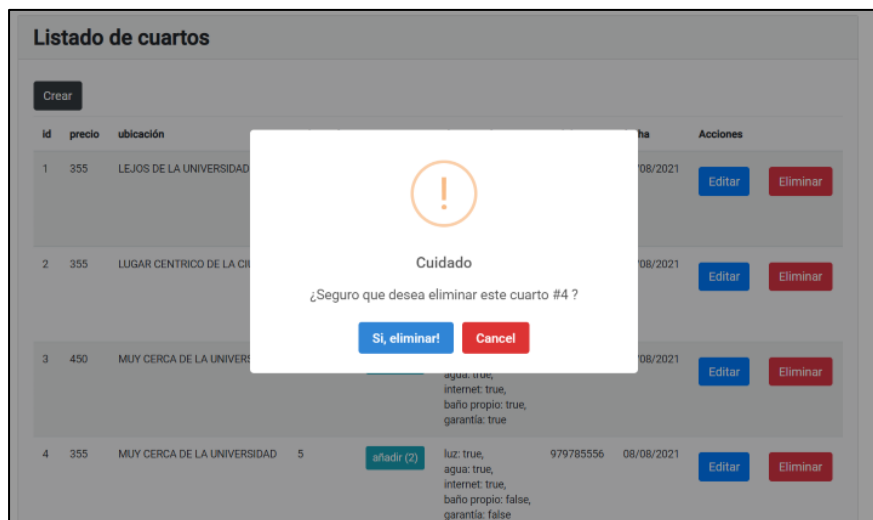 Listado de cuartos
Crear
id precio ubicación Acciones
1 355 LEJOS DE LA UNIVERSIDAD /08/2021 Editar Eliminar
Cuidado
¿Seguro que desea eliminar este cuarto #4 ?
Si, eliminar! Cancel
2 355 LUGAR CENTRICO DE LA /08/2021 Editar Eliminar
3 450 MUY CERCA DE LA /08/2021 Editar Eliminar
agua: true,
internet: true,
baño propio: true,
garantía: true
4 355 MUY CERCA DE LA UNIVERSIDAD 5 añadir (2) luz: true, 979785556 08/08/2021 Editar Eliminar
agua: true,
internet: true,
baño propio: false,
garantía: false